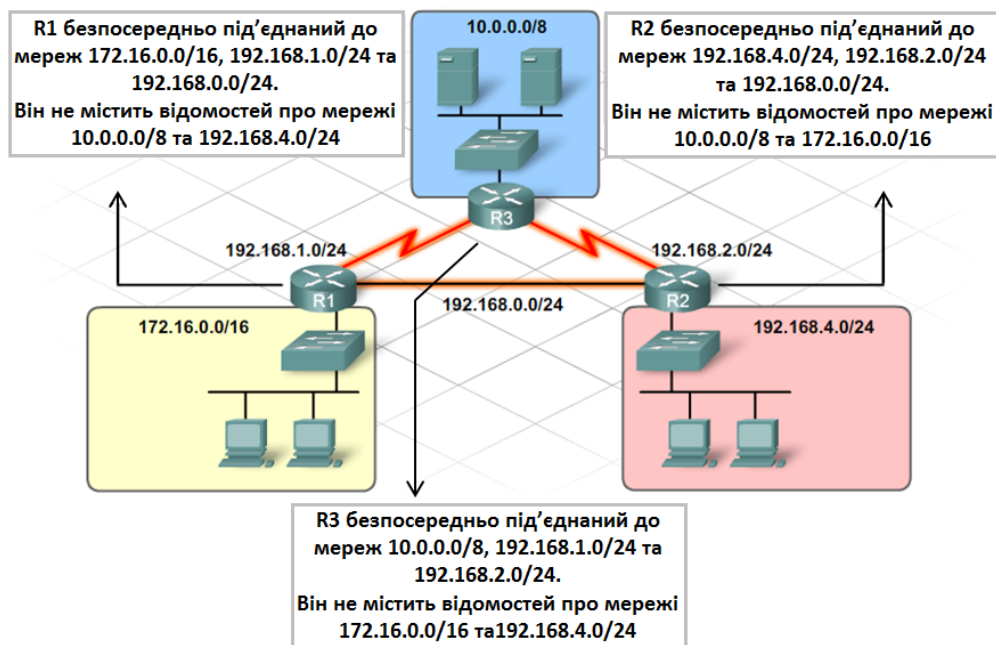 R1 безпосередньо під’єднаний до
мереж 172.16.0.0/16, 192.168.1.0/24 та
192.168.0.0/24.
Він не містить відомостей про мережі
10.0.0.0/8 та 192.168.4.0/24
10.0.0.0/8
R2 безпосередньо під’єднаний до
мереж 192.168.4.0/24, 192.168.2.0/24
та 192.168.0.0/24.
Він не містить відомостей про мережі
10.0.0.0/8 та 172.16.0.0/16
R3
192.168.1.0/24
192.168.2.0/24
R1
192.168.0.0/24
R2
172.16.0.0/16
192.168.4.0/24
R3 безпосередньо під’єднаний до
мереж 10.0.0.0/8, 192.168.1.0/24 та
192.168.2.0/24.
Він не містить відомостей про мережі
172.16.0.0/16 та192.168.4.0/24